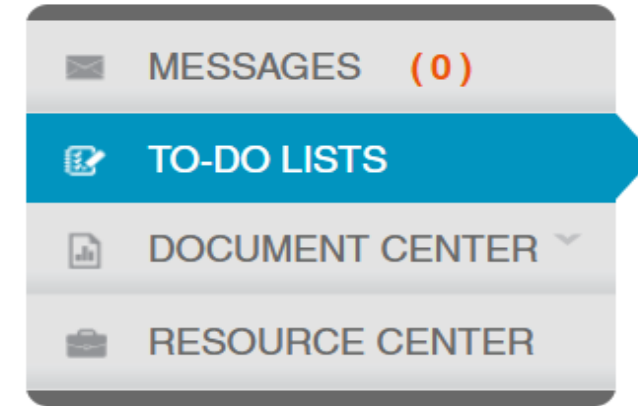 MESSAGES (0)
TO-DO LISTS
DOCUMENT CENTER
RESOURCE CENTER